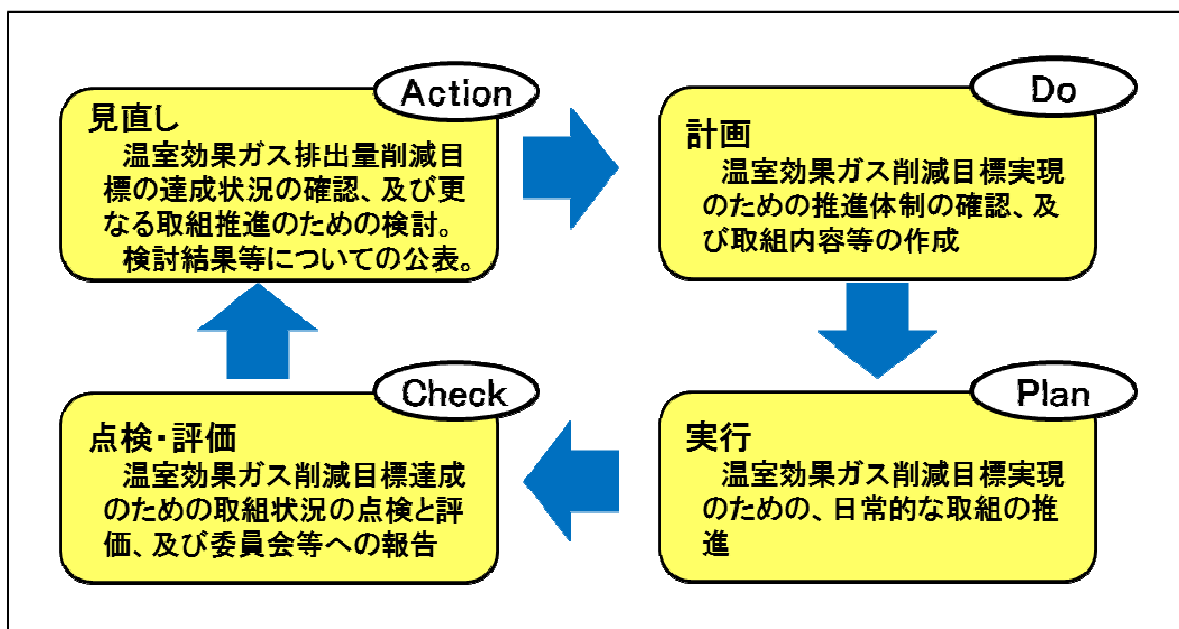 Action
見直し
温室効果ガス排出量削減目
標の達成状況の確認、及び更
なる取組推進のための検討。
検討結果等についての公表。
Do
計画
温室効果ガス削減目標実現
のための推進体制の確認、及
び取組内容等の作成
Check
点検・評価
温室効果ガス削減目標達成
のための取組状況の点検と評
価、及び委員会等への報告
Plan
実行
温室効果ガス削減目標実現
のための、日常的な取組の推
進